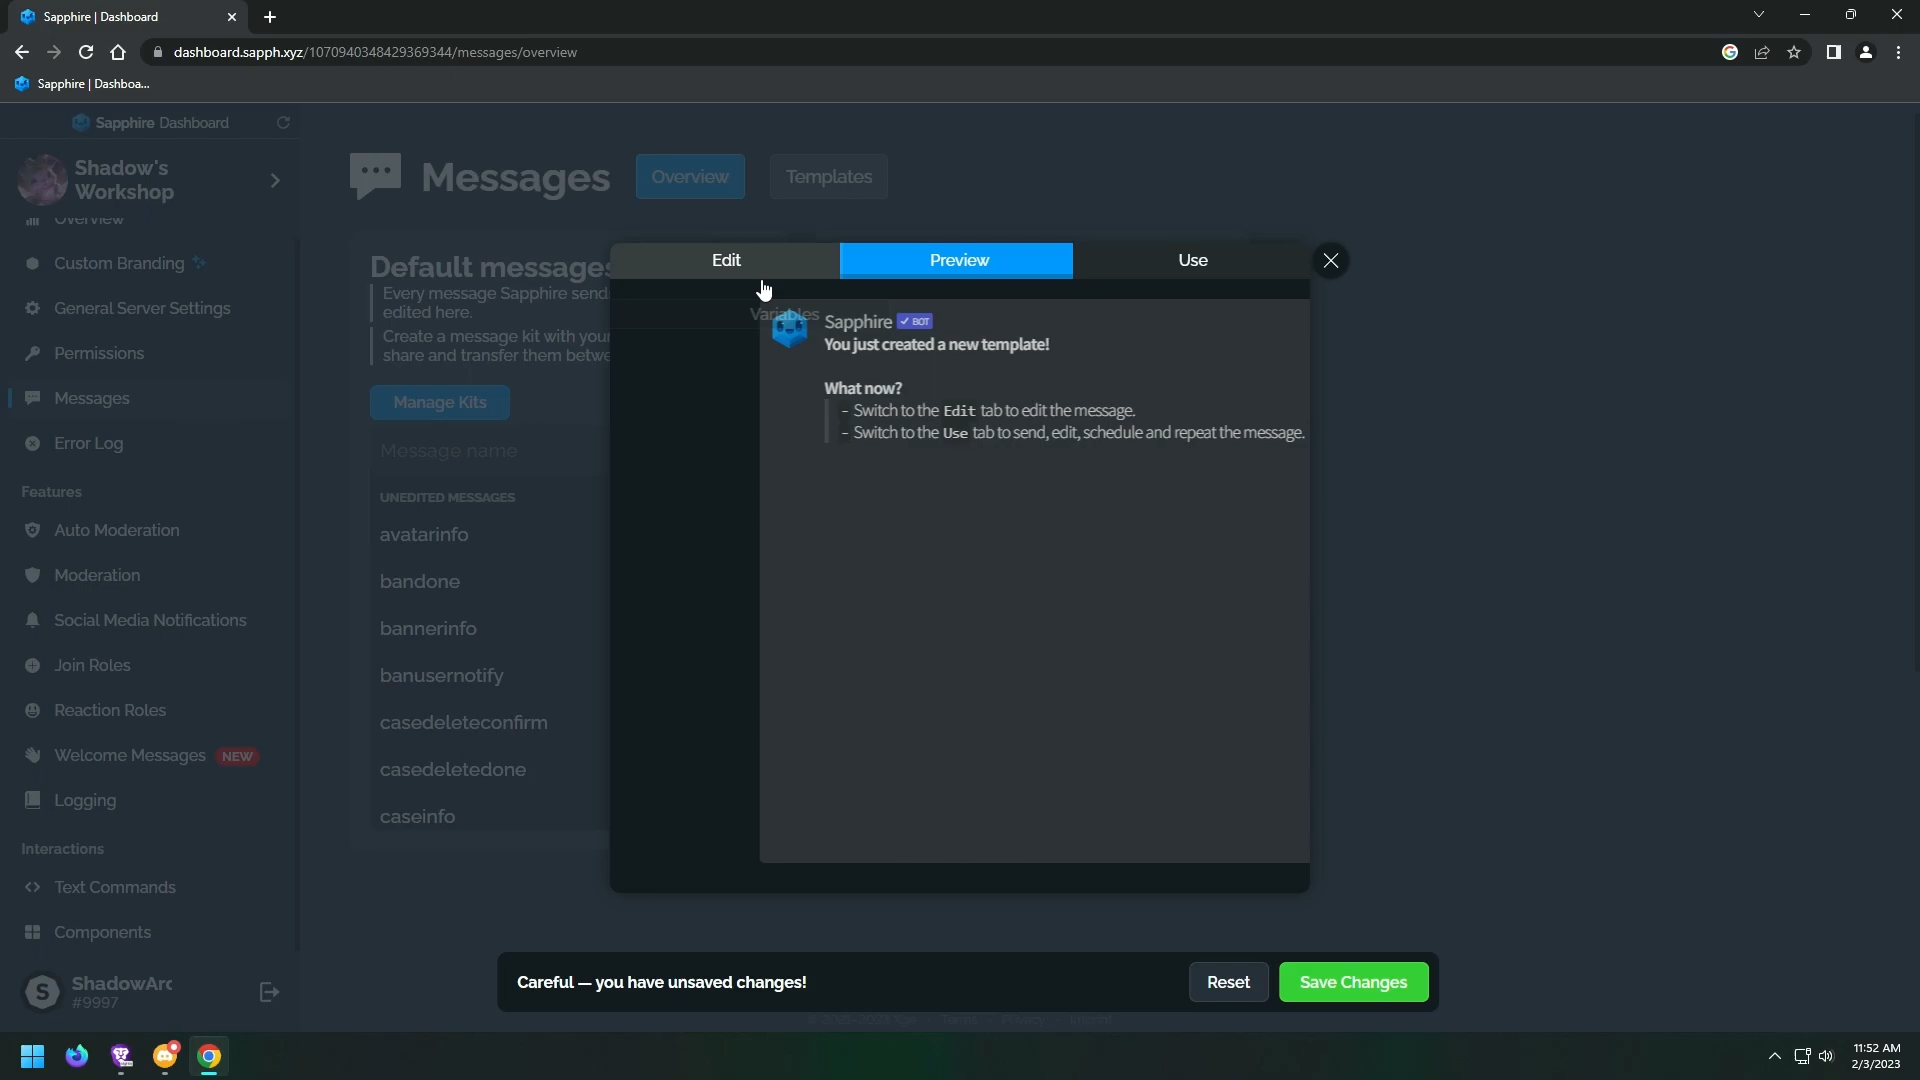 Sapphire | Dashboard
dashboard.sapph.xyz/1070940348429369344/messages/overview
Sapphire | Dashboa...
Sapphire Dashboard
Shadow's
Workshop
Overview
Custom Branding
General Server Settings
Permissions
Messages
Error Log
Features
Auto Moderation
Moderation
Social Media Notifications
Join Roles
Reaction Roles
Welcome Messages NEW
Logging
Interactions
Text Commands
Components
S
ShadowArc
#9997
Messages
Overview
Templates
Default messages
Every message Sapphire send
edited here.
Create a message kit with your
share and transfer them betwe
Manage Kits
Message name
UNEDITED MESSAGES
avatarinfo
bandone
bannerinfo
banusernotify
casedeleteconfirm
casedeletedone
caseinfo
Edit
Preview
Use
Variables
Sapphire ✓ BOT
You just created a new template!
What now?
- Switch to the Edit tab to edit the message.
- Switch to the Use tab to send, edit, schedule and repeat the message.
Careful — you have unsaved changes!
Reset
Save Changes
11:52 AM
2/3/2023